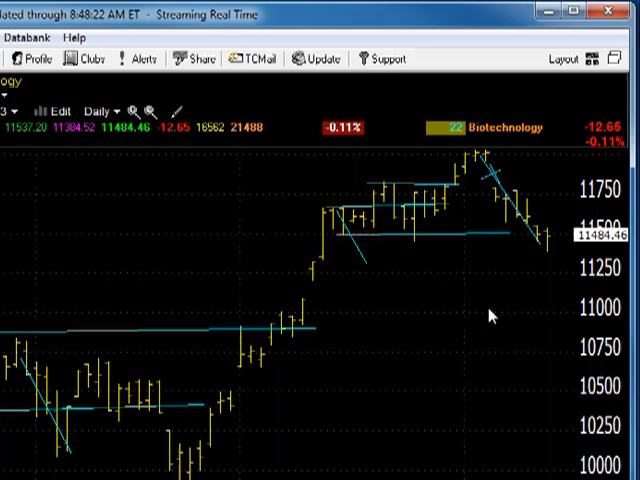 dated through 8:48:22 AM ET - Streaming Real Time
Databank Help
Profile Clubs Alerts Share TCMail Update Support Layout
ogy
3 Edit Daily
11537.20 11384.52 11484.46 -12.65 16562 21488 -0.11% 22 Biotechnology -12.65
-0.11%
11750
11500
11484.46
11250
11000
10750
10500
10250
10000